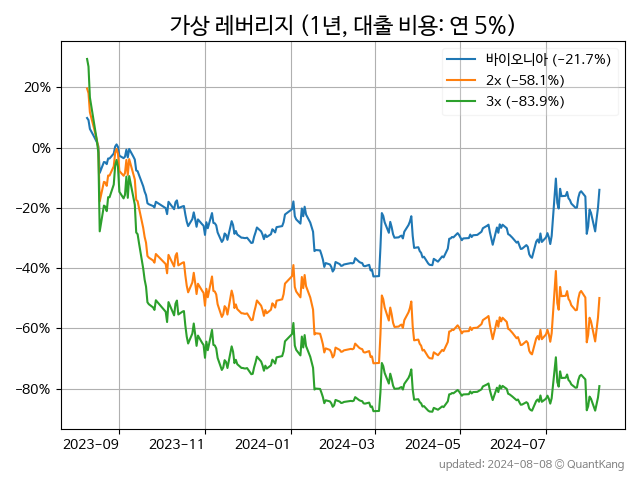 가상 레버리지 (1년, 대출 비용: 연 5%)
바이오니아 (−21.7%)
2x (−58.1%)
3x (−83.9%)
20%
0%
−20%
−40%
−60%
−80%
2023-09 2023-11 2024-01 2024-03 2024-05 2024-07
updated: 2024-08-08 © QuantKang